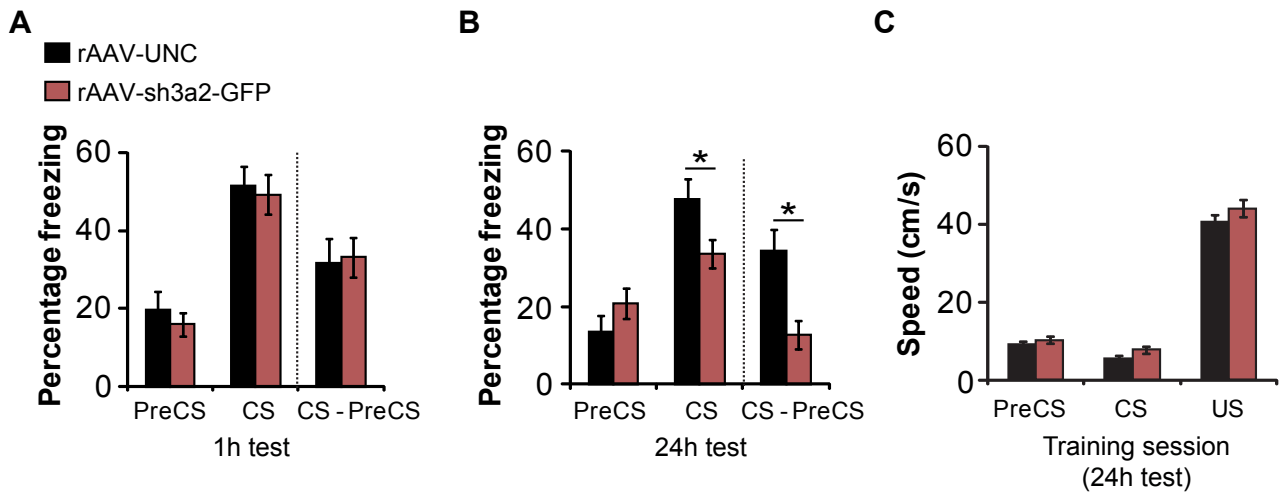 A
rAAV-UNC
rAAV-sh3a2-GFP
Percentage freezing
60
40
20
0
PreCS
CS
CS - PreCS
1h test
B
Percentage freezing
60
40
20
0
*
*
PreCS
CS
CS - PreCS
24h test
C
Speed (cm/s)
60
40
20
0
PreCS
CS
US
Training session
(24h test)